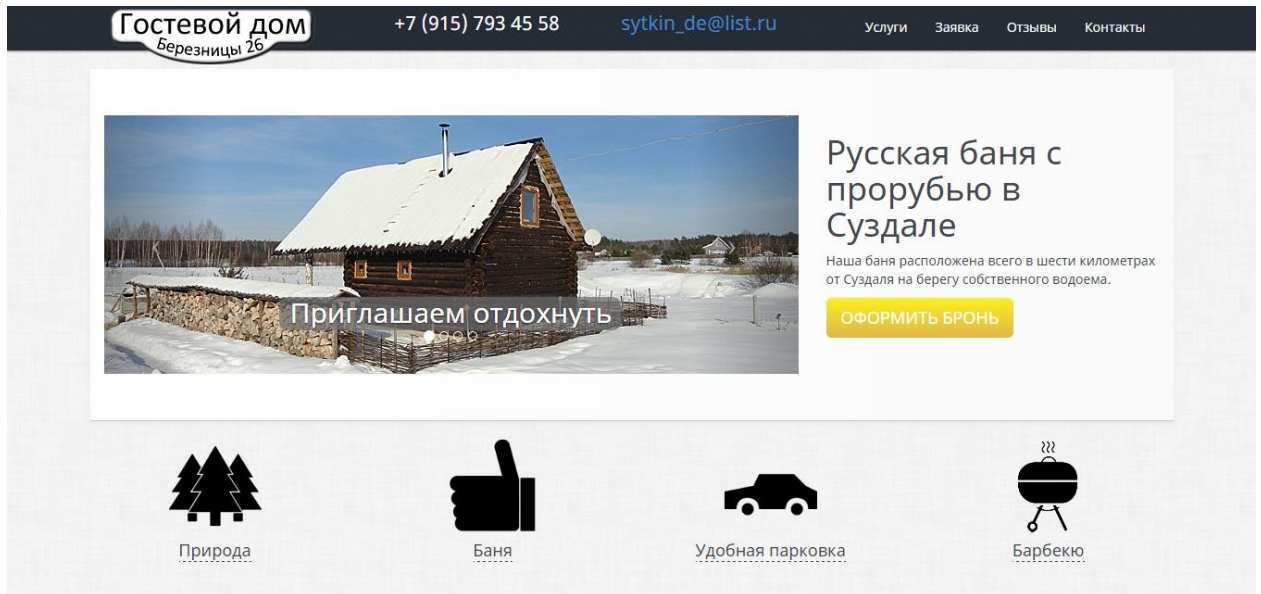 Гостевой дом
Березницы 26
+7 (915) 793 45 58
sytkin_de@list.ru
Услуги
Заявка
Отзывы
Контакты
Приглашаем отдохнуть
Русская баня с
прорубью в
Суздале
Наша баня расположена всего в шести километрах
от Суздаля на берегу собственного водоема.
ОФОРМИТЬ БРОНЬ
Природа
Баня
Удобная парковка
Барбекю